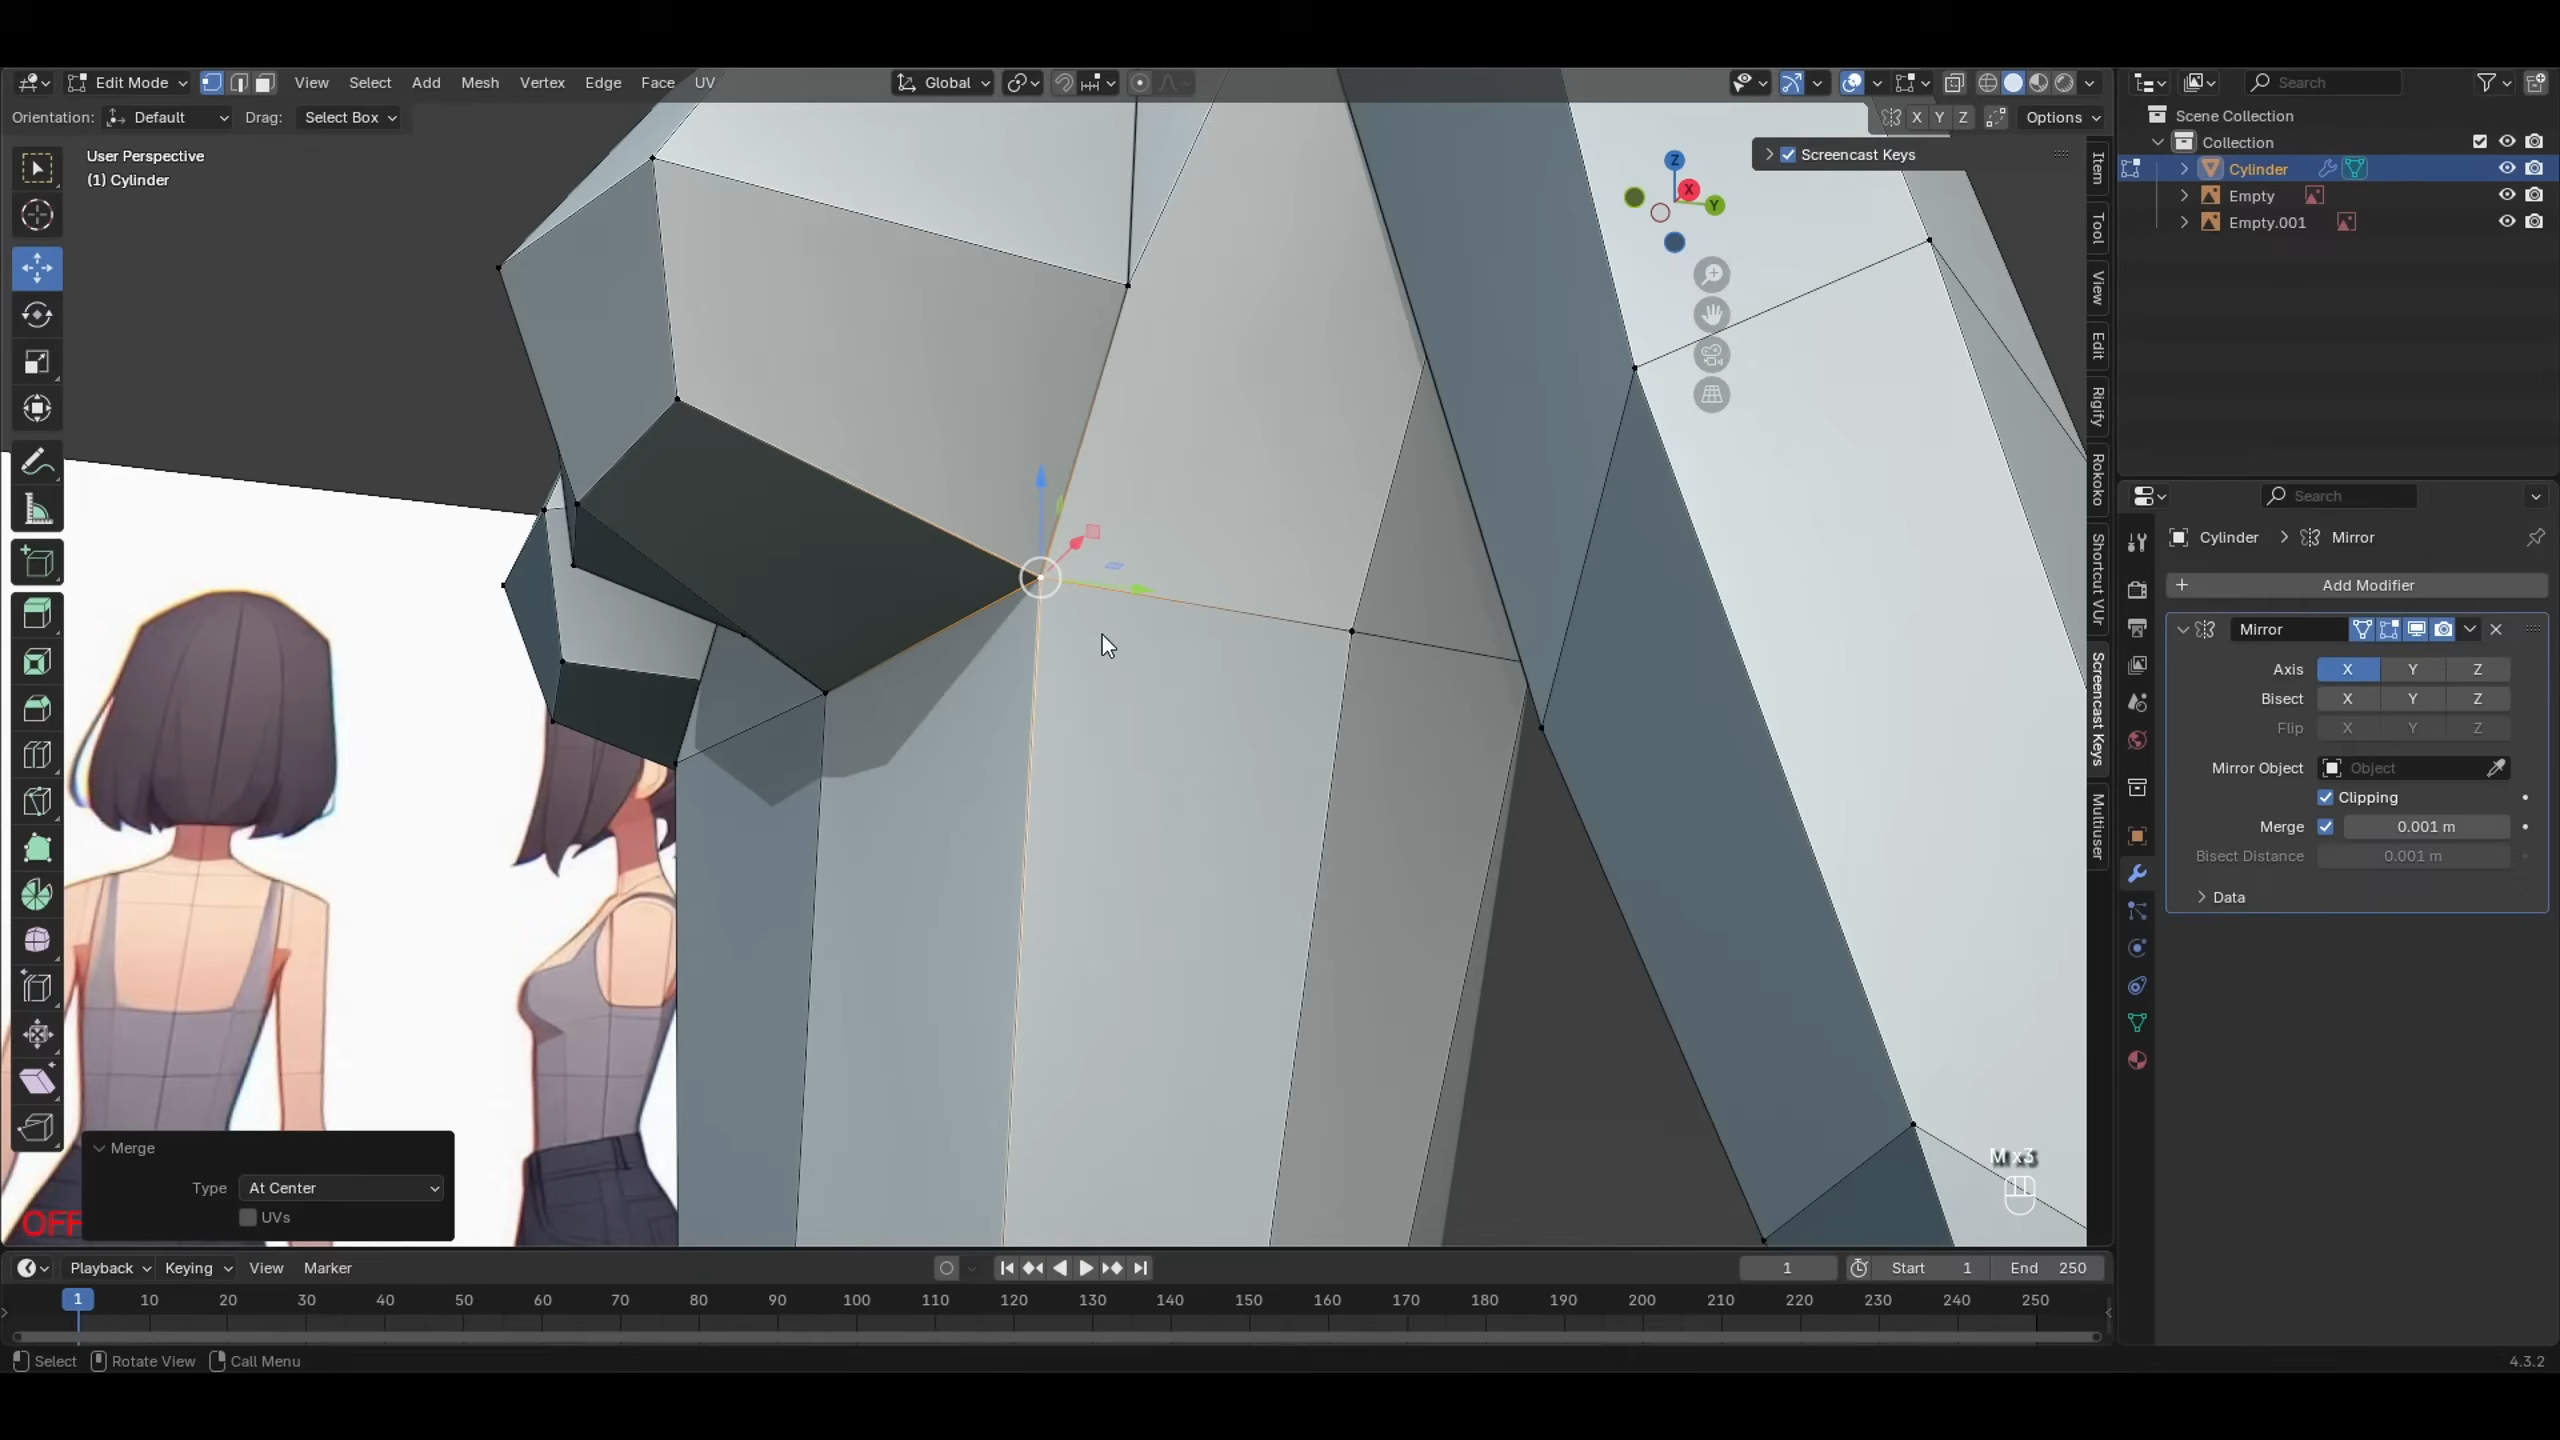 Edit Mode View Select Add Mesh Vertex Edge Face UV Global Search
Orientation: Default Drag: Select Box X Y Z Options
Scene Collection
Collection
Cylinder
Empty
Empty.001
User Perspective
(1) Cylinder
Screencast Keys
Z
X
Y
Item
Tool
View
Edit
Rigify
Rokoko
Shortcut VUr
Screencast Keys
Multiuser
Search
Cylinder > Mirror
+ Add Modifier
Mirror
Axis X Y Z
Bisect X Y Z
Flip X Y Z
Mirror Object Object
Clipping
Merge 0.001 m
Bisect Distance 0.001 m
Data
M x3
Merge
Type At Center
UVs
OFF
Playback Keying View Marker 1 Start 1 End 250
1 10 20 30 40 50 60 70 80 90 100 110 120 130 140 150 160 170 180 190 200 210 220 230 240 250
Select Rotate View Call Menu 4.3.2